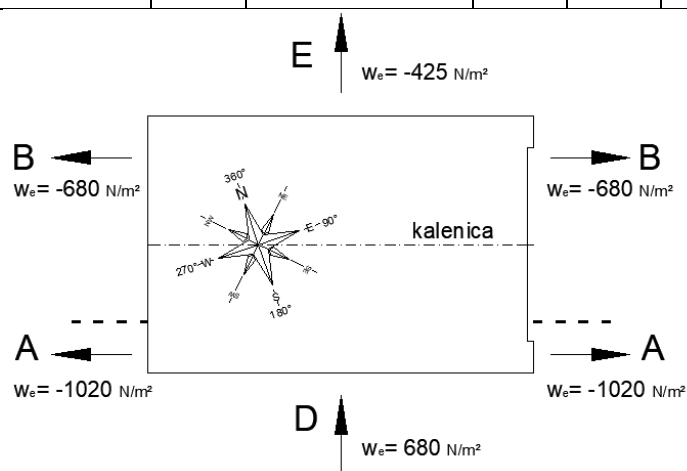 E
wₑ= -425 N/m²
B
wₑ= -680 N/m²
B
wₑ= -680 N/m²
360°
N
NE
E
90°
W
270°
S
180°
kalenica
A
wₑ= -1020 N/m²
A
wₑ= -1020 N/m²
D
wₑ= 680 N/m²